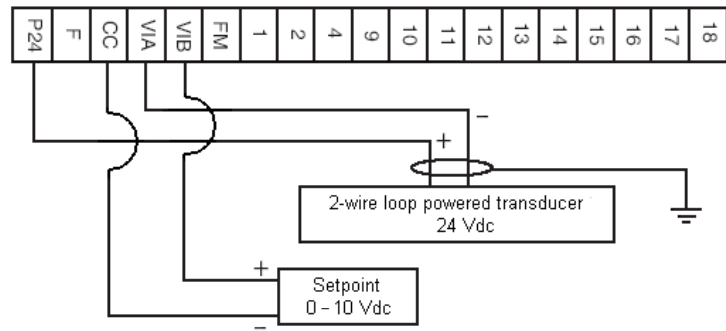 P24 F CC VIA VIB FM 1 2 4 9 10 11 12 13 14 15 16 17 18
-
+
2-wire loop powered transducer
24 Vdc
+
Setpoint
0 - 10 Vdc
-